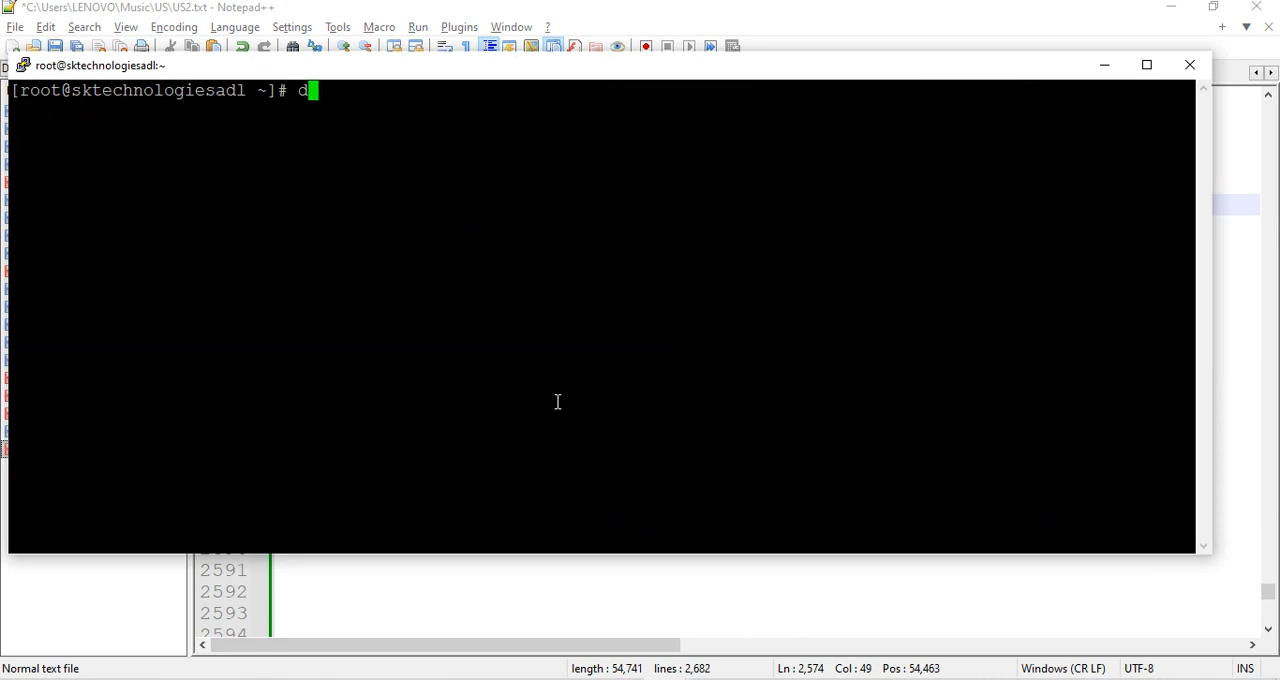 *C:\Users\LENOVO\Music\US\US2.txt - Notepad++
File Edit Search View Encoding Language Settings Tools Macro Run Plugins Window ?
root@sktechnologiesadl:~
[root@sktechnologiesadl ~]# d
2591
2592
2593
2594
Normal text file length : 54,741 lines : 2,682 Ln : 2,574 Col : 49 Pos : 54,463 Windows (CR LF) UTF-8 INS